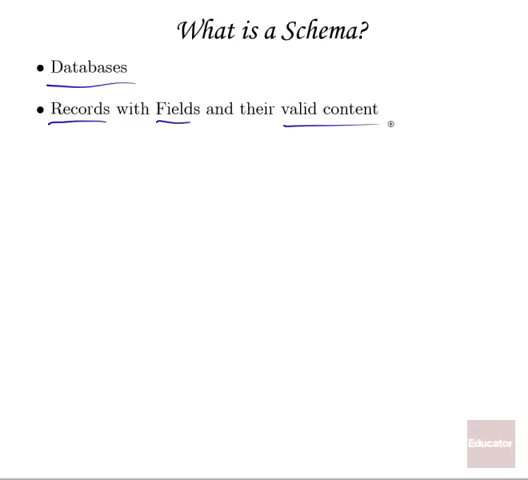 What is a Schema?
• Databases
• Records with Fields and their valid content
Educator